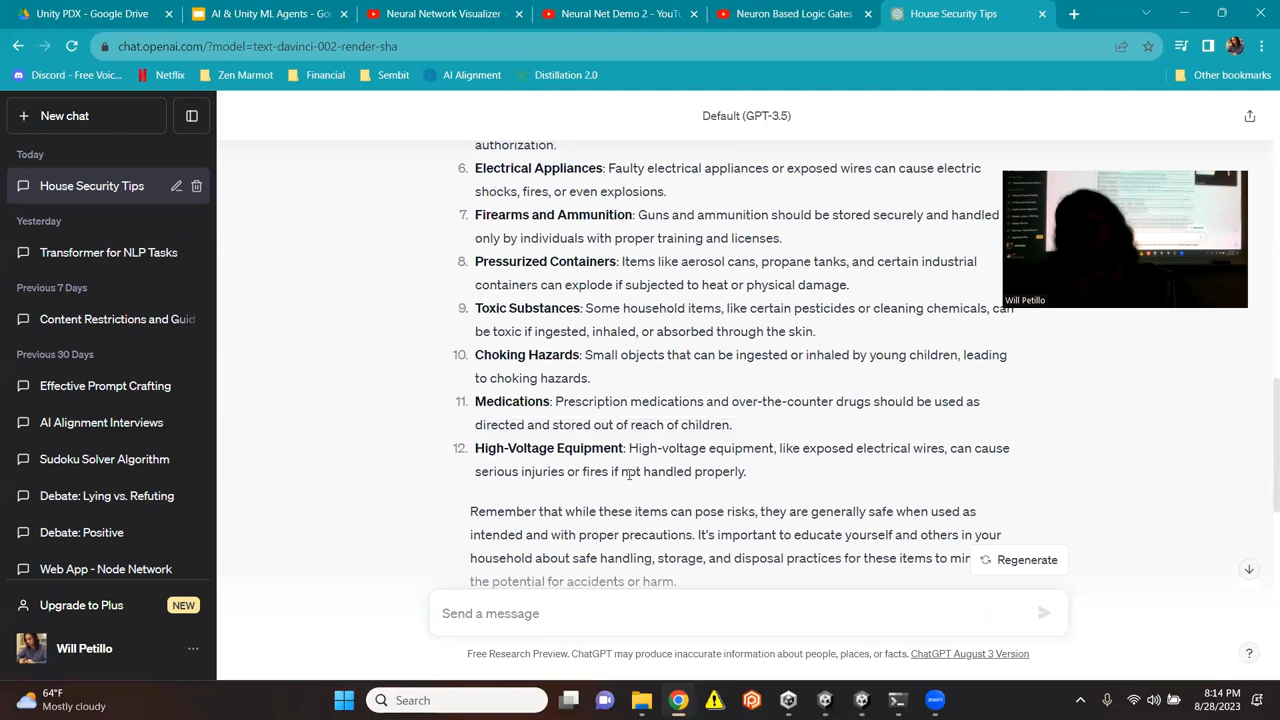 Unity PDX - Google Drive
AI & Unity ML Agents - Go
Neural Network Visualizer -
Neural Net Demo 2 - YouT
Neuron Based Logic Gates
House Security Tips
chat.openai.com/?model=text-davinci-002-render-sha
Discord - Free Voic...
Netflix
Zen Marmot
Financial
Sembit
AI Alignment
Distillation 2.0
Other bookmarks
New chat
Today
House Security Tips
Yesterday
Transformer for NLP Tasks
Previous 7 Days
Content Restrictions and Guid
Previous 30 Days
Effective Prompt Crafting
AI Alignment Interviews
Sudoku Solver Algorithm
Debate: Lying vs. Refuting
Debate: Positive
Web App - Node Network
Upgrade to Plus
NEW
Will Petillo
...
Default (GPT-3.5)
authorization.
6. Electrical Appliances: Faulty electrical appliances or exposed wires can cause electric
shocks, fires, or even explosions.
7. Firearms and Ammunition: Guns and ammunition should be stored securely and handled
only by individuals with proper training and licenses.
8. Pressurized Containers: Items like aerosol cans, propane tanks, and certain industrial
containers can explode if subjected to heat or physical damage.
9. Toxic Substances: Some household items, like certain pesticides or cleaning chemicals, can
be toxic if ingested, inhaled, or absorbed through the skin.
10. Choking Hazards: Small objects that can be ingested or inhaled by young children, leading
to choking hazards.
11. Medications: Prescription medications and over-the-counter drugs should be used as
directed and stored out of reach of children.
12. High-Voltage Equipment: High-voltage equipment, like exposed electrical wires, can cause
serious injuries or fires if not handled properly.
Remember that while these items can pose risks, they are generally safe when used as
intended and with proper precautions. It's important to educate yourself and others in your
household about safe handling, storage, and disposal practices for these items to min
the potential for accidents or harm.
Regenerate
Send a message
Free Research Preview. ChatGPT may produce inaccurate information about people, places, or facts. ChatGPT August 3 Version
?
Will Petillo
64°F
Mostly cloudy
Search
8:14 PM
8/28/2023